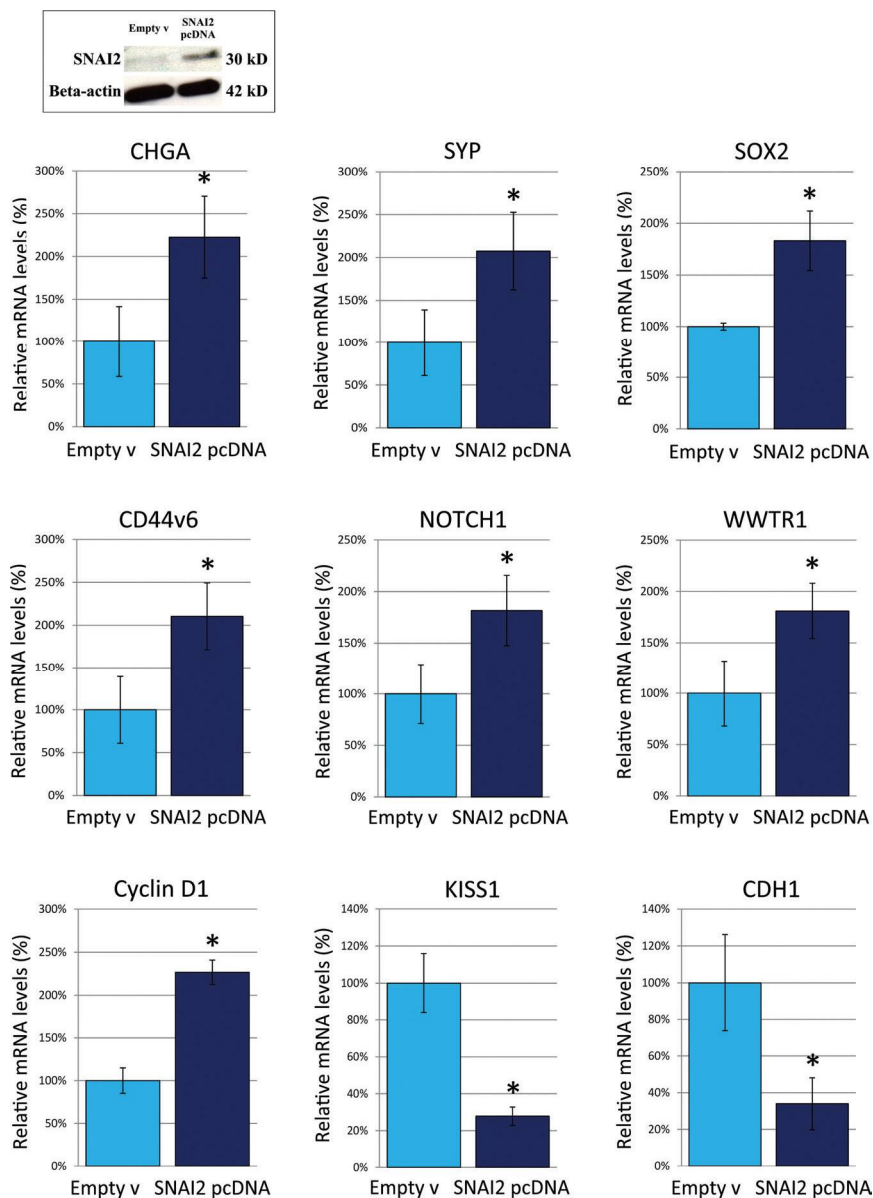 Empty v SNAI2 pcDNA
SNAI2 30 kD
Beta-actin 42 kD
CHGA
Relative mRNA levels (%)
300%
250%
200%
150%
100%
50%
0%
*
Empty v SNAI2 pcDNA
SYP
Relative mRNA levels (%)
300%
250%
200%
150%
100%
50%
0%
*
Empty v SNAI2 pcDNA
SOX2
Relative mRNA levels (%)
250%
200%
150%
100%
50%
0%
*
Empty v SNAI2 pcDNA
CD44v6
Relative mRNA levels (%)
300%
250%
200%
150%
100%
50%
0%
*
Empty v SNAI2 pcDNA
NOTCH1
Relative mRNA levels (%)
250%
200%
150%
100%
50%
0%
*
Empty v SNAI2 pcDNA
WWTR1
Relative mRNA levels (%)
250%
200%
150%
100%
50%
0%
*
Empty v SNAI2 pcDNA
Cyclin D1
Relative mRNA levels (%)
300%
250%
200%
150%
100%
50%
0%
*
Empty v SNAI2 pcDNA
KISS1
Relative mRNA levels (%)
140%
120%
100%
80%
60%
40%
20%
0%
*
Empty v SNAI2 pcDNA
CDH1
Relative mRNA levels (%)
140%
120%
100%
80%
60%
40%
20%
0%
*
Empty v SNAI2 pcDNA